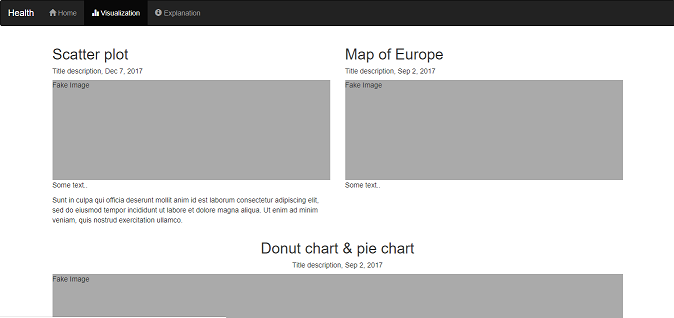 Health Home Visualization Explanation
Scatter plot
Title description, Dec 7, 2017
Fake Image
Some text..
Sunt in culpa qui officia deserunt mollit anim id est laborum consectetur adipiscing elit,
sed do eiusmod tempor incididunt ut labore et dolore magna aliqua. Ut enim ad minim
veniam, quis nostrud exercitation ullamco.
Map of Europe
Title description, Sep 2, 2017
Fake Image
Some text..
Donut chart & pie chart
Title description, Sep 2, 2017
Fake Image